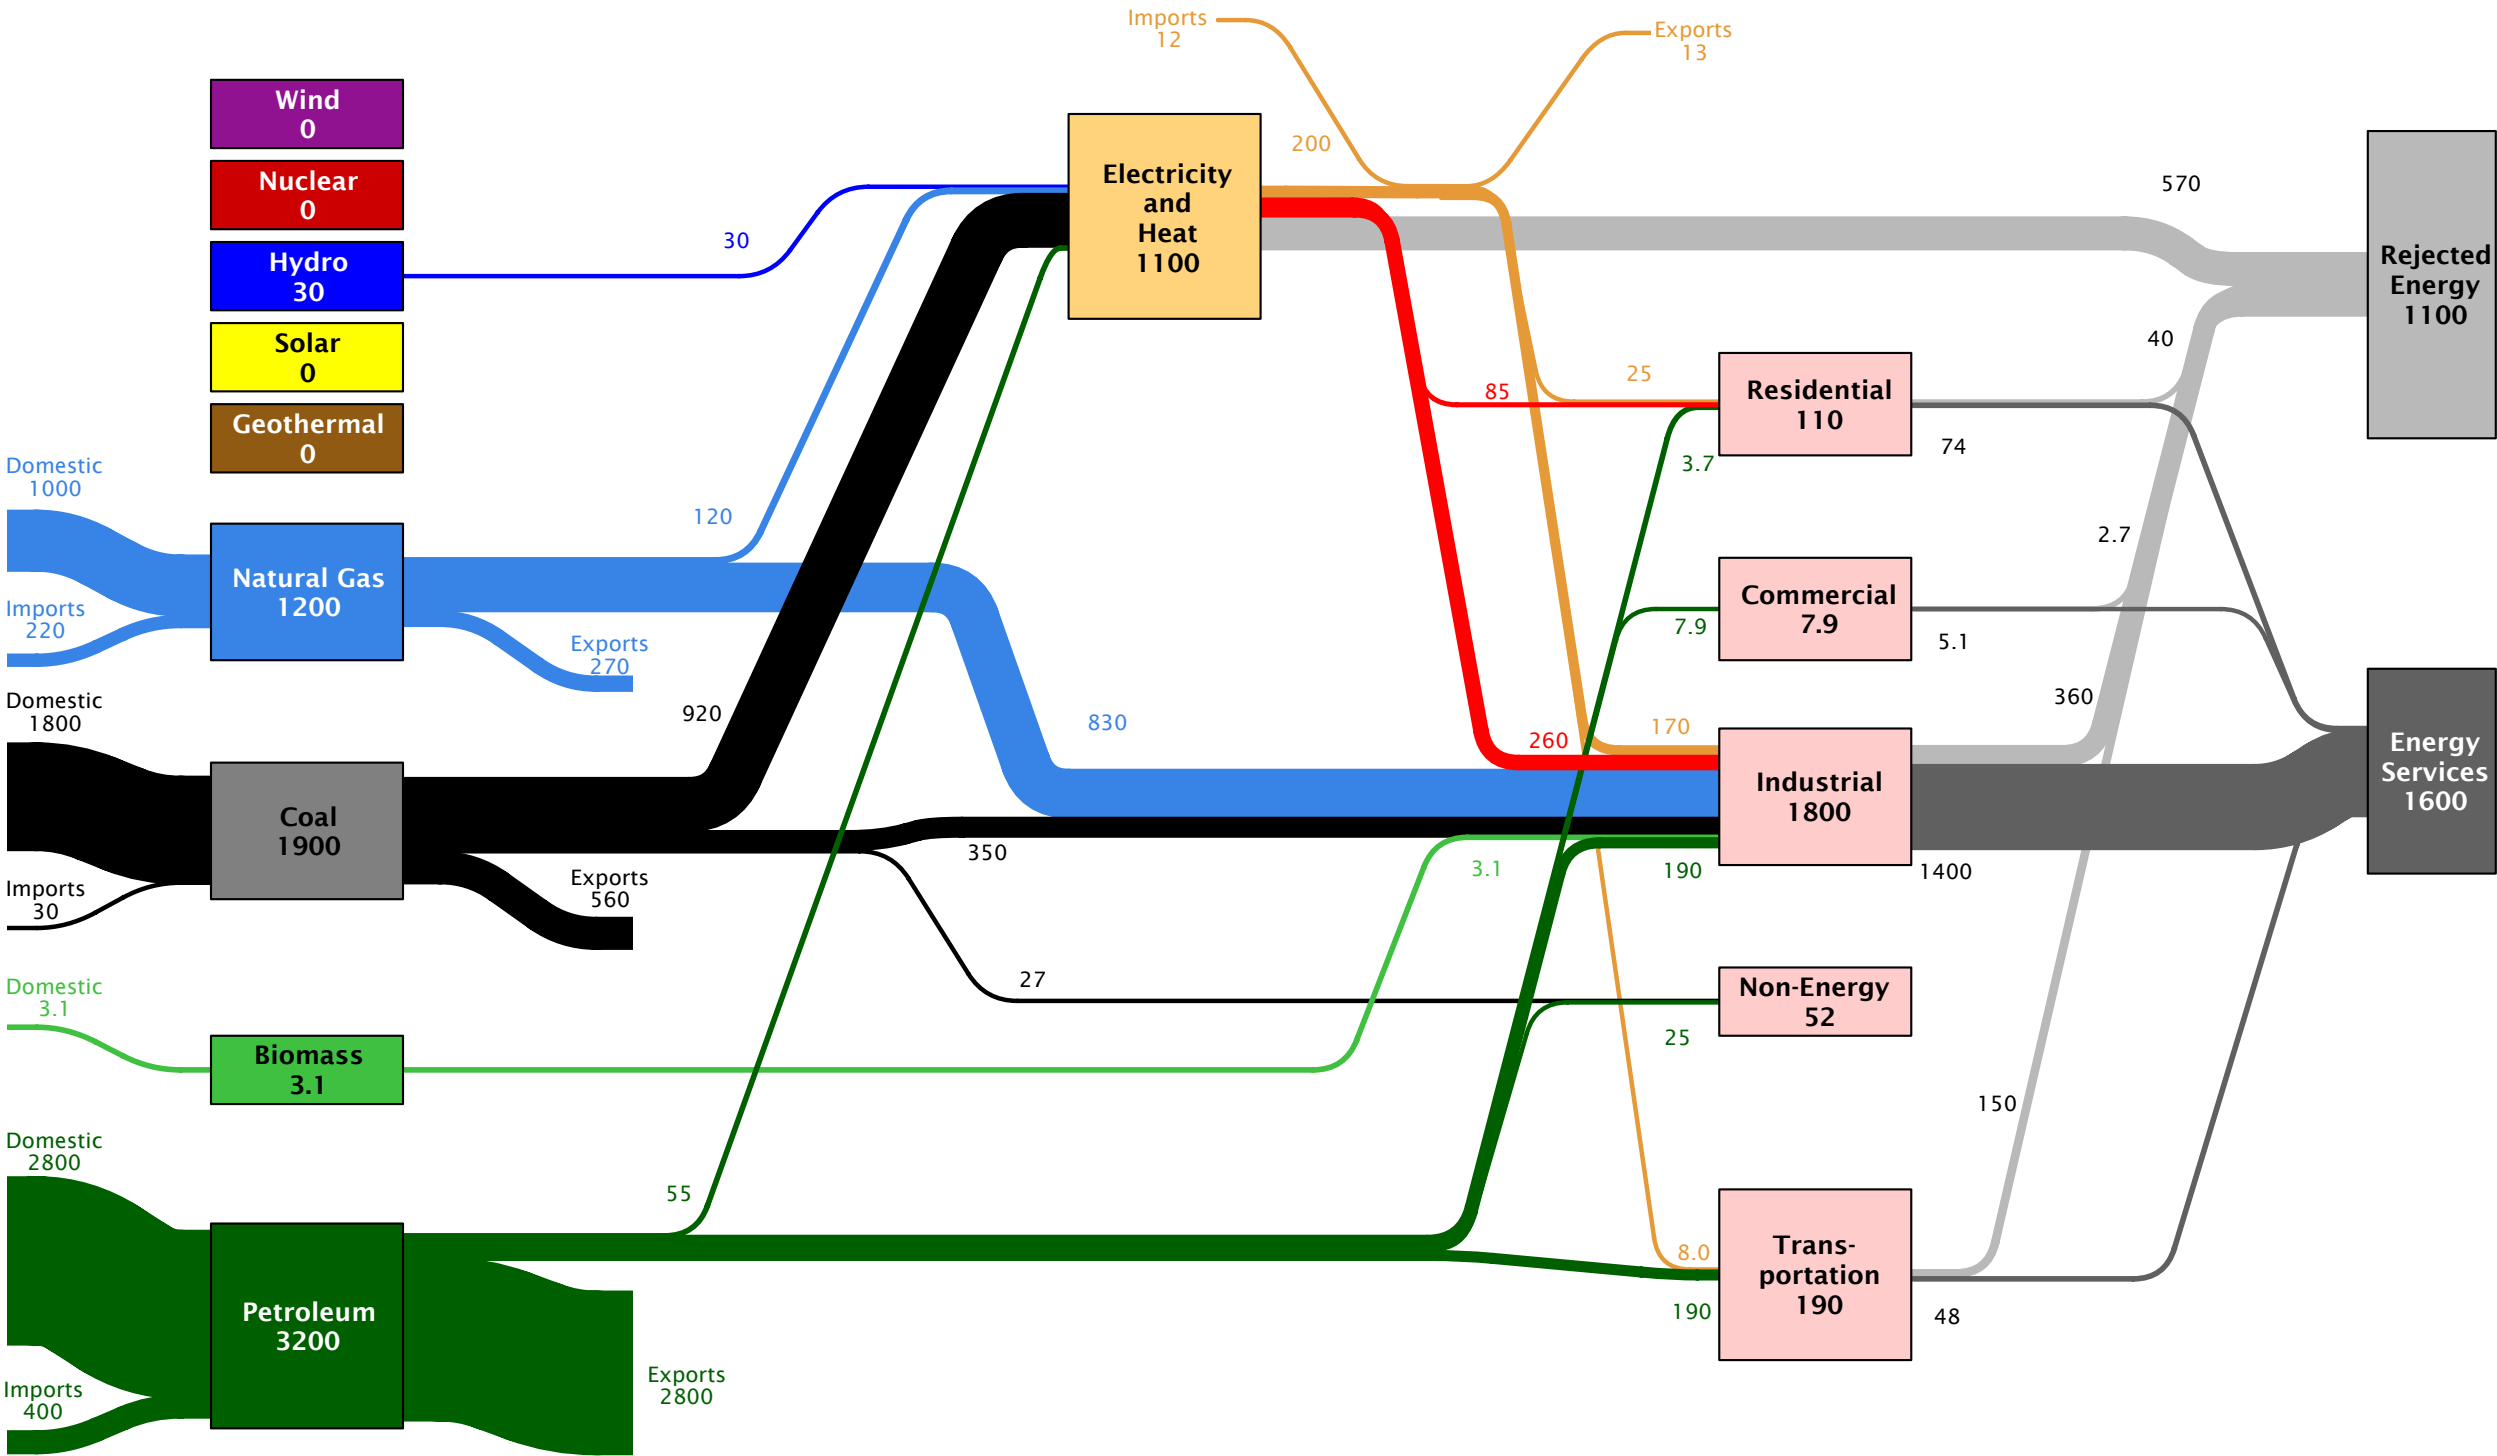 Imports
12
Exports
13
Wind
0
Nuclear
0
Hydro
30
Solar
0
Geothermal
0
Domestic
1000
Natural Gas
1200
Imports
220
Exports
270
Domestic
1800
Coal
1900
Imports
30
Exports
560
Domestic
3.1
Biomass
3.1
Domestic
2800
Petroleum
3200
Imports
400
Exports
2800
30
120
920
55
Electricity
and
Heat
1100
200
830
350
27
85
25
3.7
7.9
260
170
3.1
190
25
8.0
190
Residential
110
Commercial
7.9
Industrial
1800
Non-Energy
52
Trans-
portation
190
570
40
74
2.7
5.1
360
1400
150
48
Rejected
Energy
1100
Energy
Services
1600